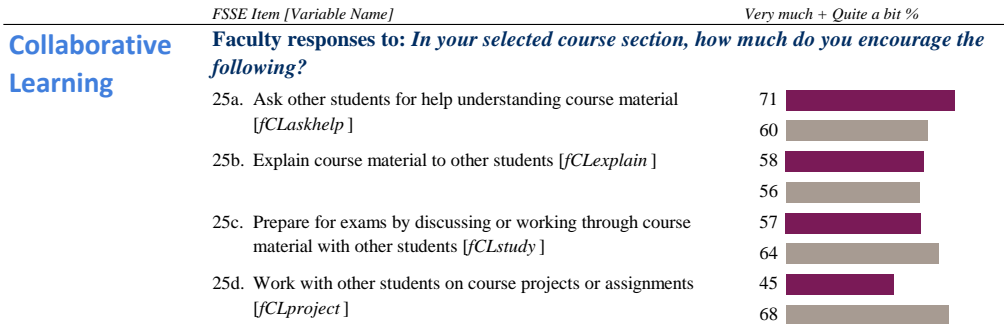 FSSE Item [Variable Name] Very much + Quite a bit %
Collaborative
Learning
Faculty responses to: In your selected course section, how much do you encourage the
following?
25a. Ask other students for help understanding course material 71
[fCLaskhelp ] 60
25b. Explain course material to other students [fCLexplain ] 58
56
25c. Prepare for exams by discussing or working through course 57
material with other students [fCLstudy ] 64
25d. Work with other students on course projects or assignments 45
[fCLproject ] 68